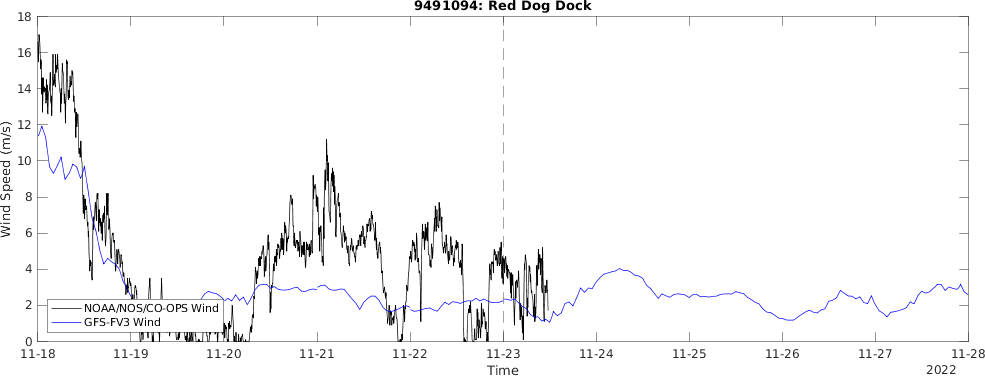 9491094: Red Dog Dock
Wind Speed (m/s)
18
16
14
12
10
8
6
4
2
0
NOAA/NOS/CO-OPS Wind
GFS-FV3 Wind
11-18 11-19 11-20 11-21 11-22 11-23 11-24 11-25 11-26 11-27 11-28
Time
2022